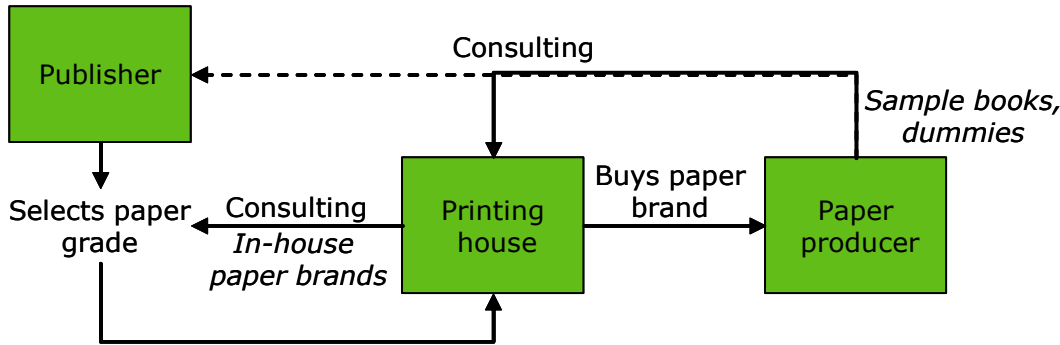 Publisher
Consulting
Sample books,
dummies
Selects paper
grade
Consulting
In-house
paper brands
Printing
house
Buys paper
brand
Paper
producer